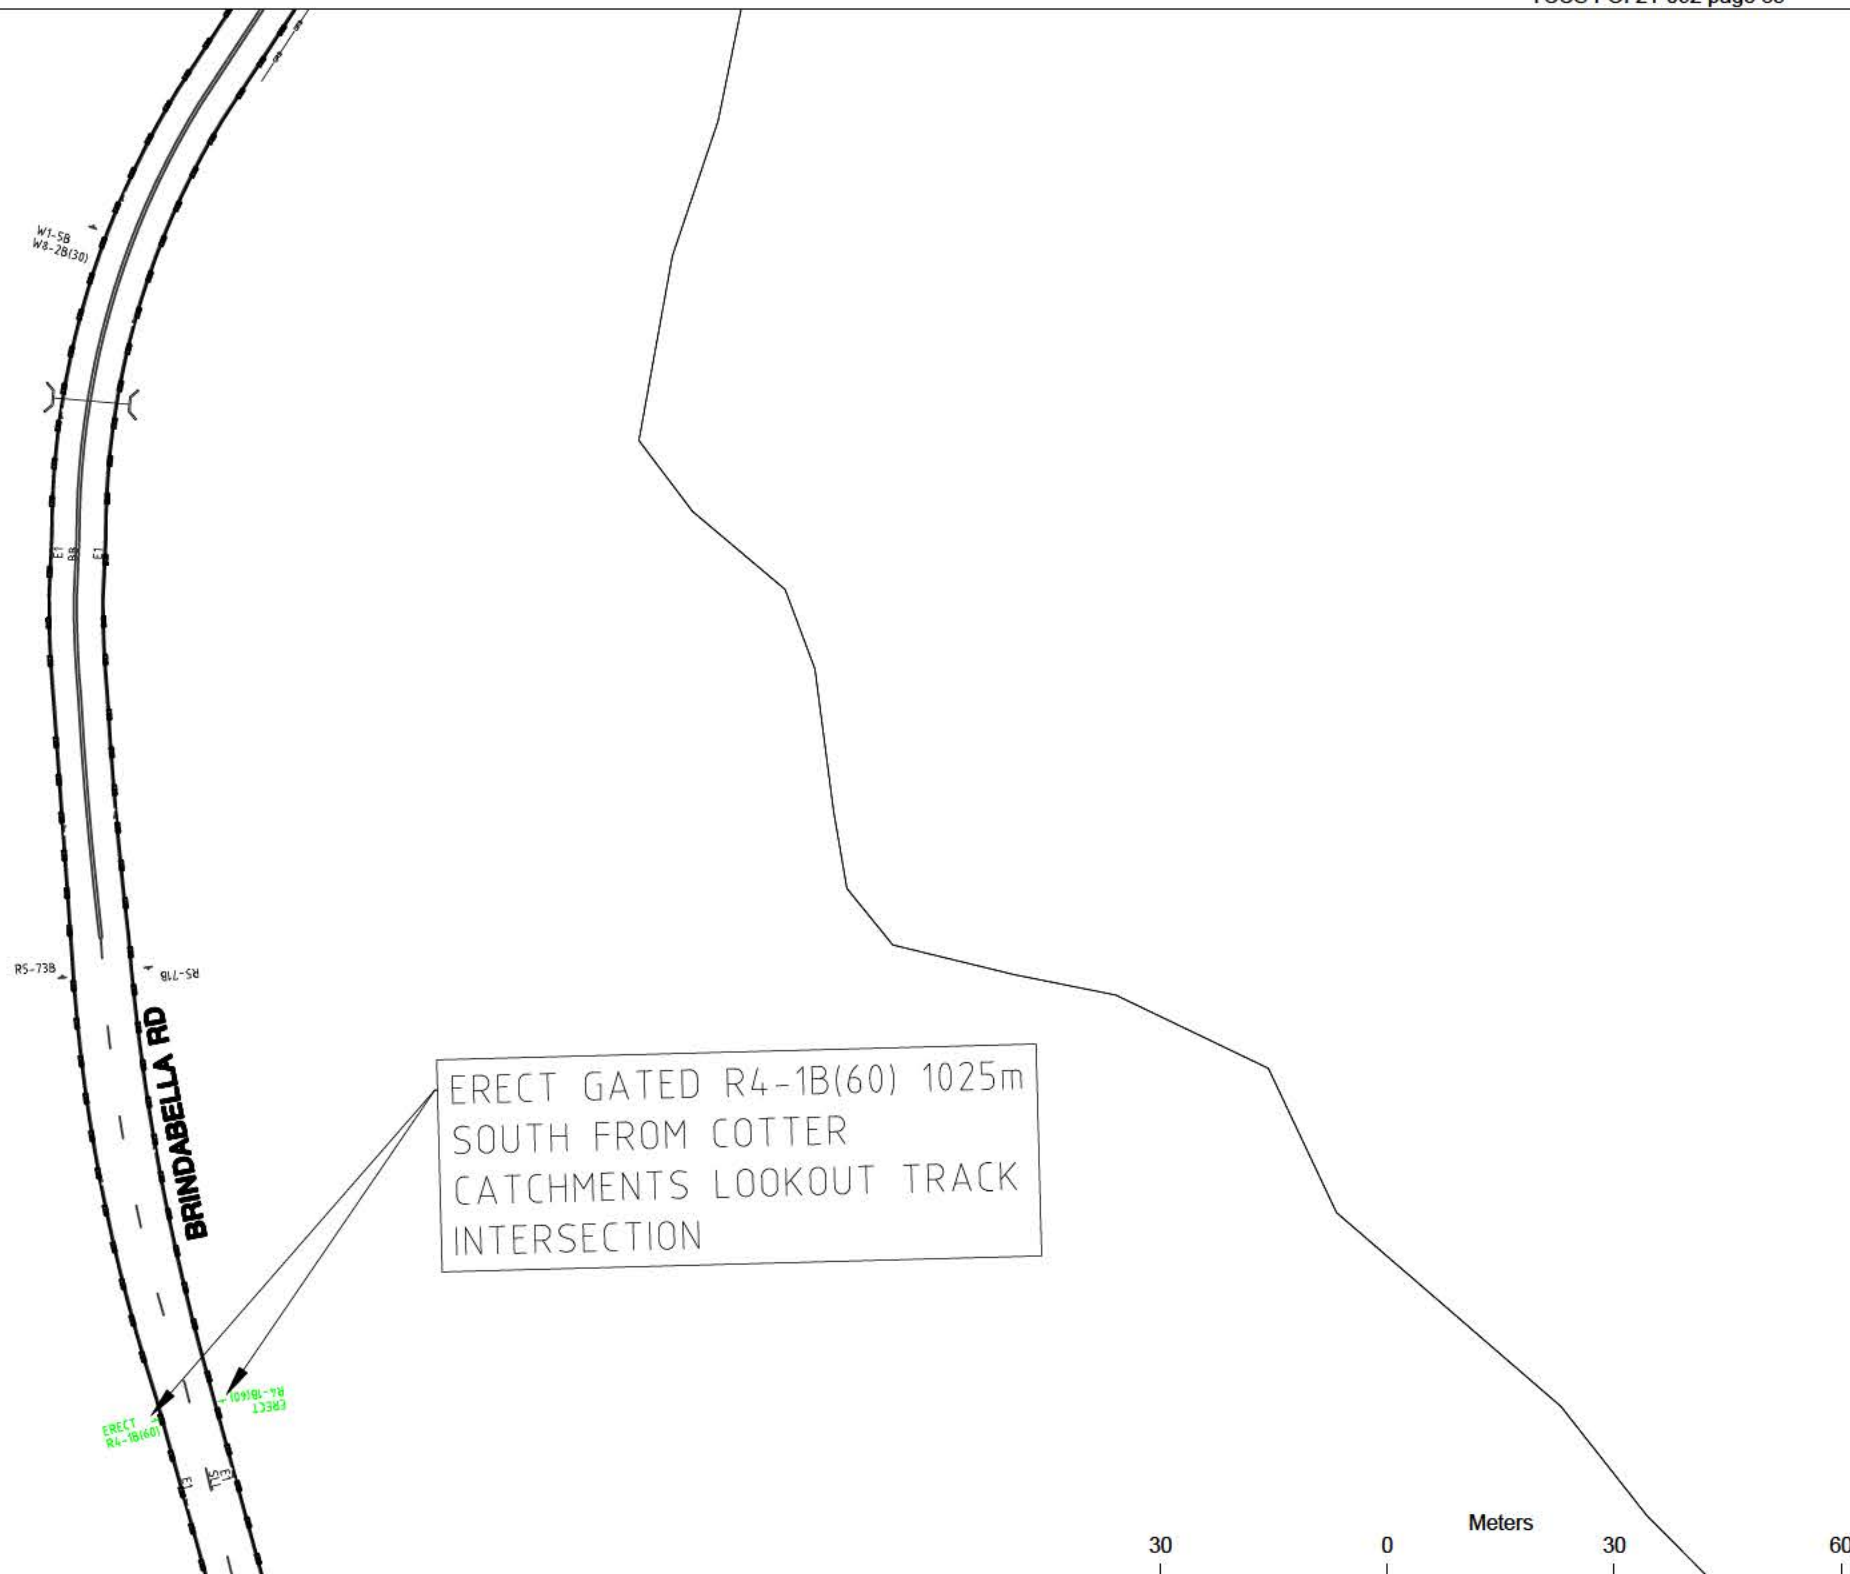 W1-5B
W8-2B(30)
E1
BB
E1
R5-73B
R5-71B
BRINDABELLA RD
ERECT GATED R4-1B(60) 1025m
SOUTH FROM COTTER
CATCHMENTS LOOKOUT TRACK
INTERSECTION
ERECT
R4-1B(60)
ERECT
R4-1B(60)
E1
SL1
E1
Meters
30 0 30 60